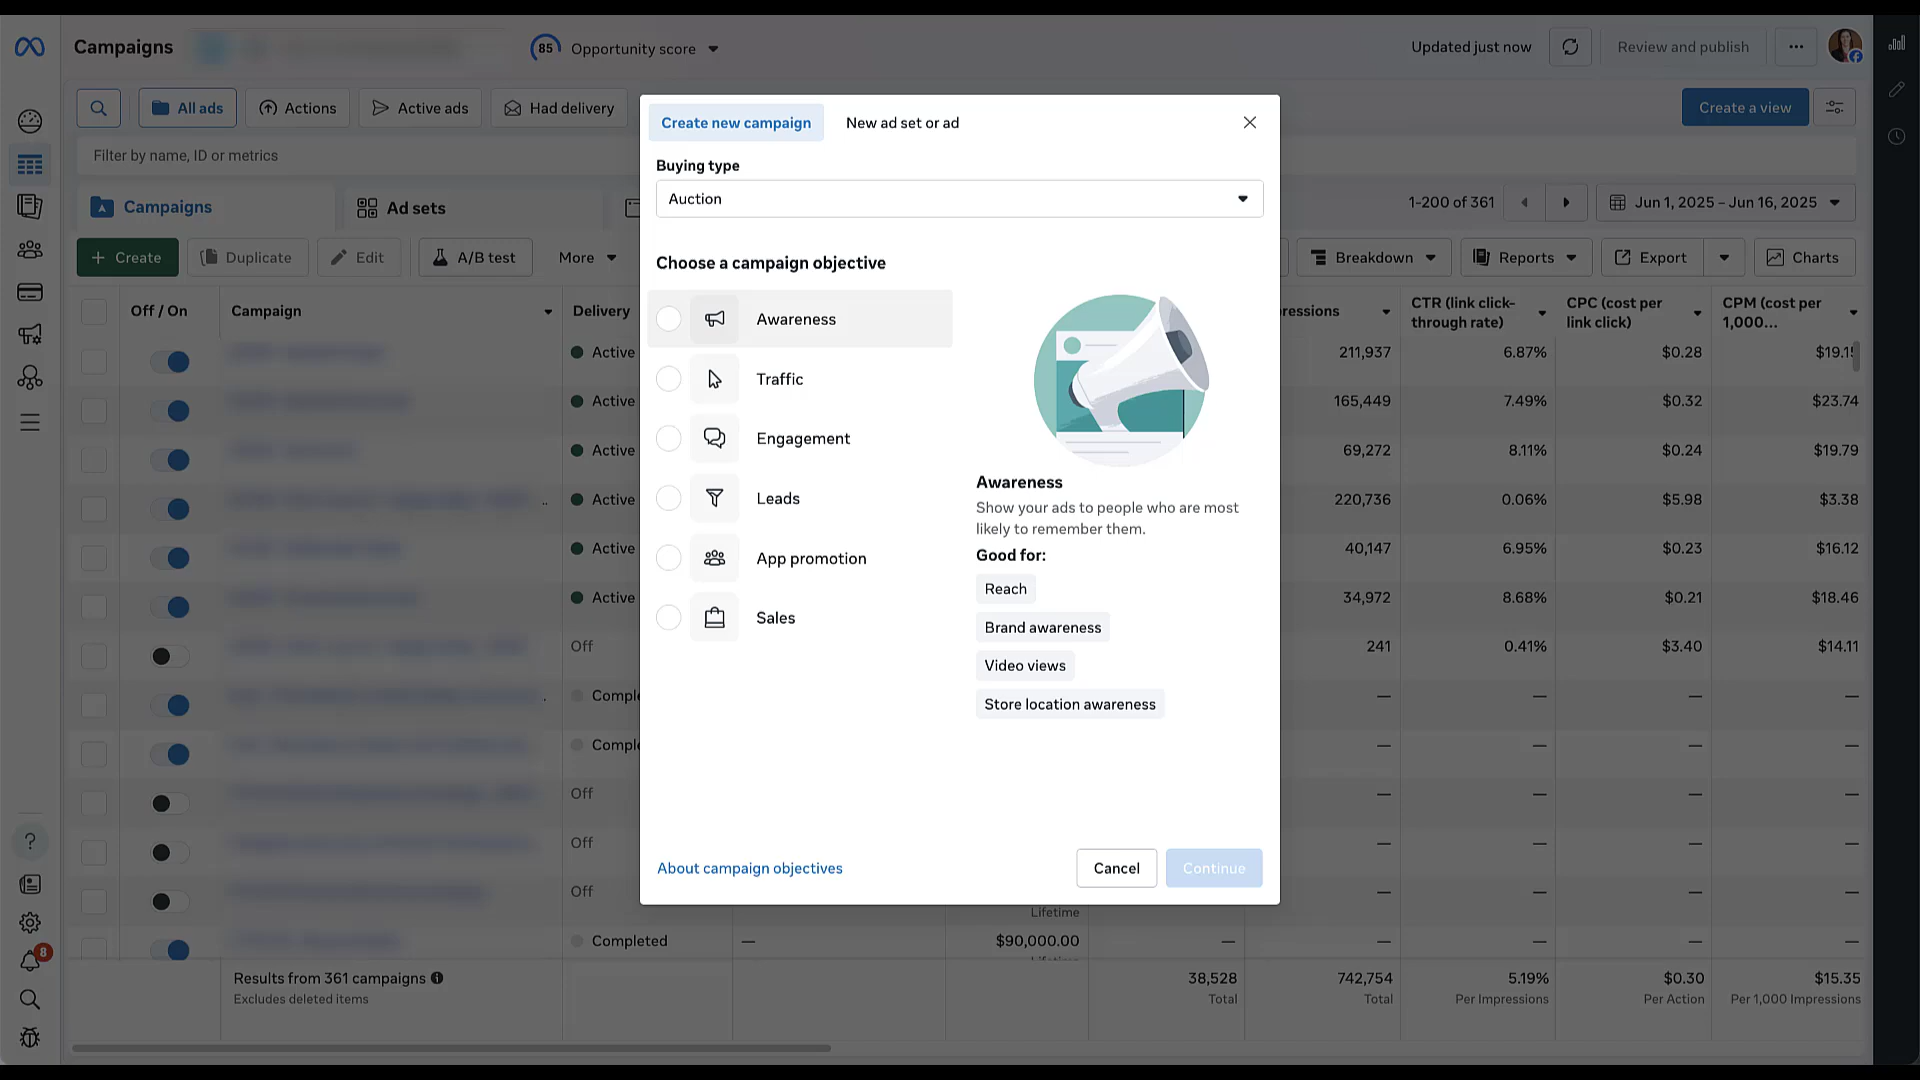 Campaigns
85
Opportunity score
Updated just now
Review and publish
All ads
Actions
Active ads
Had delivery
Create a view
Filter by name, ID or metrics
Campaigns
Ad sets
1-200 of 361
Jun 1, 2025 – Jun 16, 2025
Create
Duplicate
Edit
A/B test
More
Breakdown
Reports
Export
Charts
Off / On
Campaign
Delivery
CTR (link click-
through rate)
CPC (cost per
link click)
CPM (cost per
1,000...
Active
211,937
6.87%
$0.28
Active
165,449
7.49%
$0.32
$23.74
Active
69,272
8.11%
$0.24
$19.79
..
Active
220,736
0.06%
$5.98
$3.38
Active
40,147
6.95%
$0.23
$16.12
Active
34,972
8.68%
$0.21
$18.46
Off
241
0.41%
$3.40
$14.11
—
—
—
—
—
—
Off
—
—
—
Off
—
—
—
Off
—
—
—
Lifetime
Completed
—
$90,000.00
—
—
—
—
—
Results from 361 campaigns
Excludes deleted items
38,528
Total
742,754
Total
5.19%
Per Impressions
$0.30
Per Action
$15.35
Per 1,000 Impressions
8
Create new campaign
New ad set or ad
Buying type
Auction
Choose a campaign objective
Awareness
Traffic
Engagement
Leads
App promotion
Sales
Awareness
Show your ads to people who are most
likely to remember them.
Good for:
Reach
Brand awareness
Video views
Store location awareness
About campaign objectives
Cancel
Continue